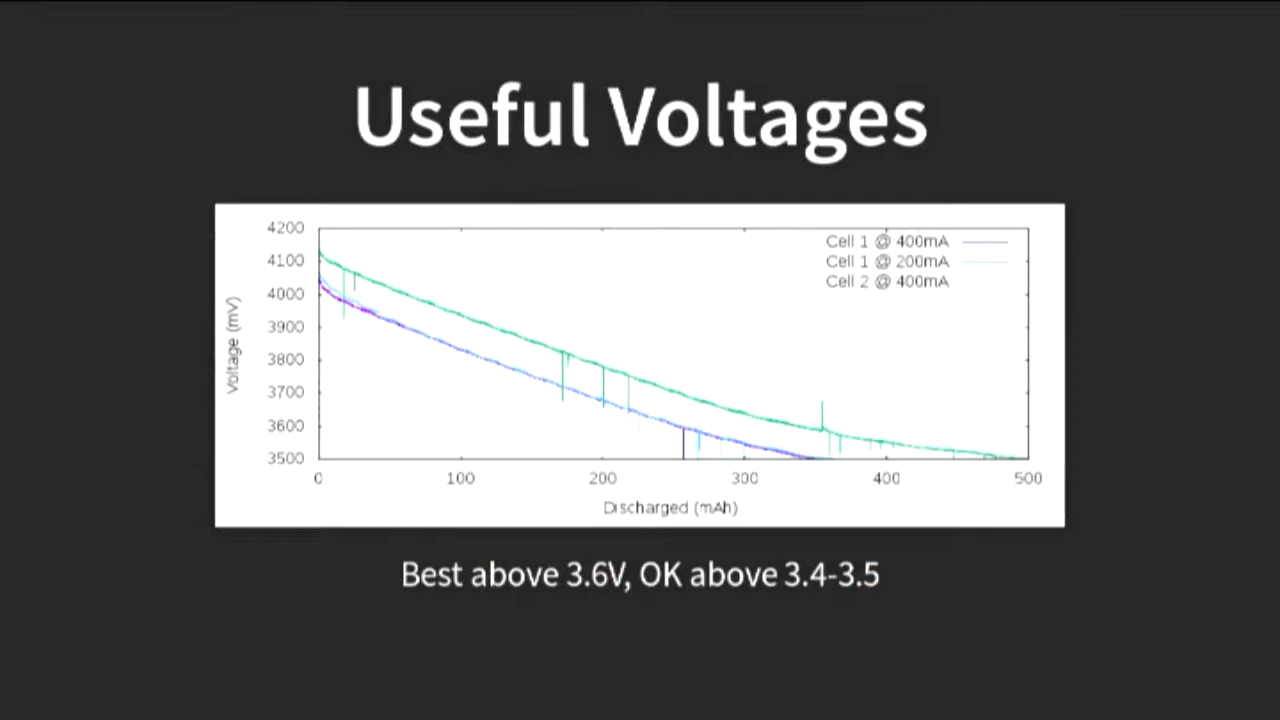 Useful Voltages
4200
4100
4000
3900
3800
3700
3600
3500
Voltage (mV)
Cell 1 @ 400mA
Cell 1 @ 200mA
Cell 2 @ 400mA
0 100 200 300 400 500
Discharged (mAh)
Best above 3.6V, OK above 3.4-3.5